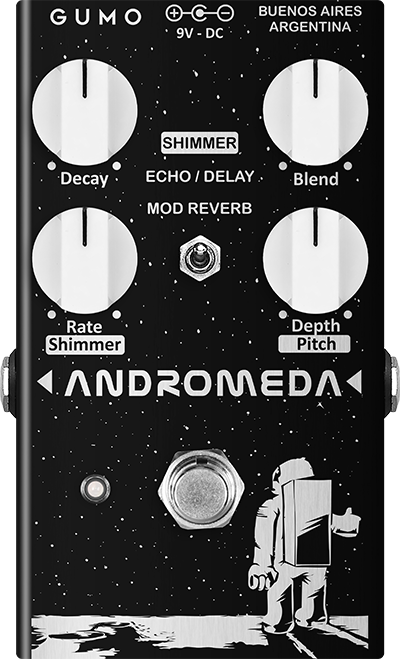 GUMO
9V - DC
BUENOS AIRES
ARGENTINA
SHIMMER
ECHO / DELAY
MOD REVERB
Decay
Blend
Rate
Shimmer
Depth
Pitch
ANDROMEDA